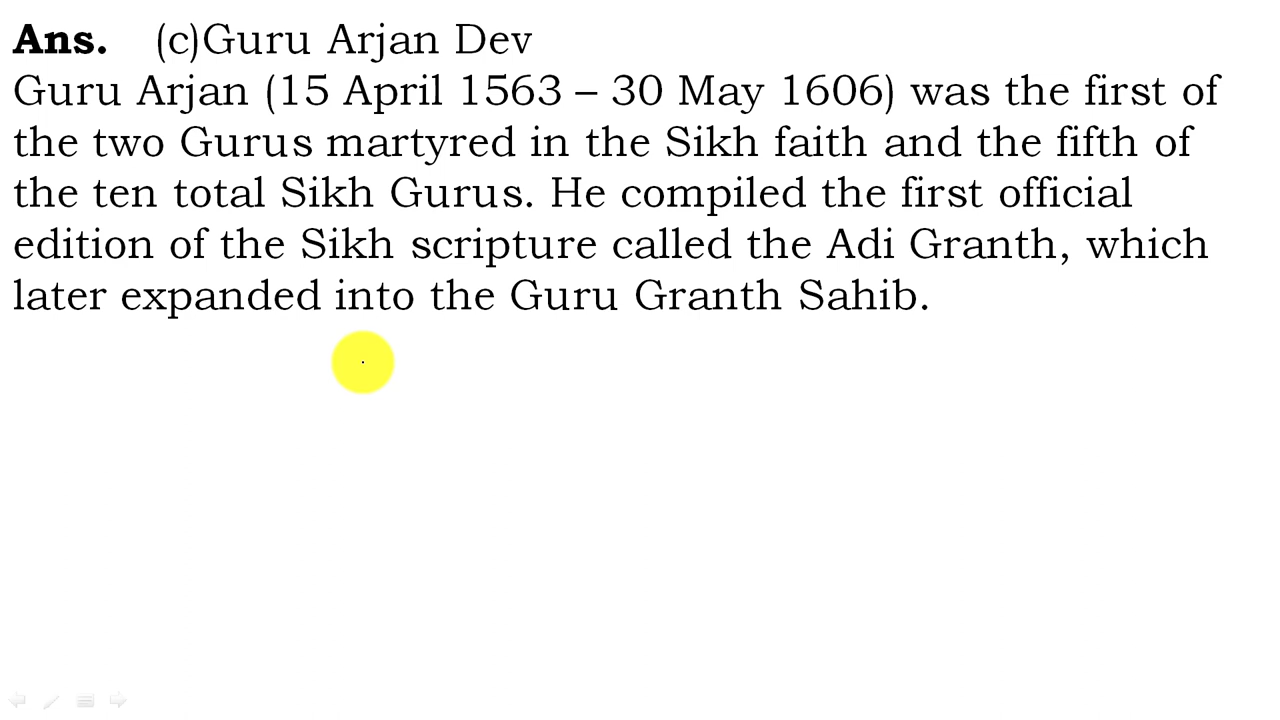 Ans. (c)Guru Arjan Dev
Guru Arjan (15 April 1563 – 30 May 1606) was the first of
the two Gurus martyred in the Sikh faith and the fifth of
the ten total Sikh Gurus. He compiled the first official
edition of the Sikh scripture called the Adi Granth, which
later expanded into the Guru Granth Sahib.